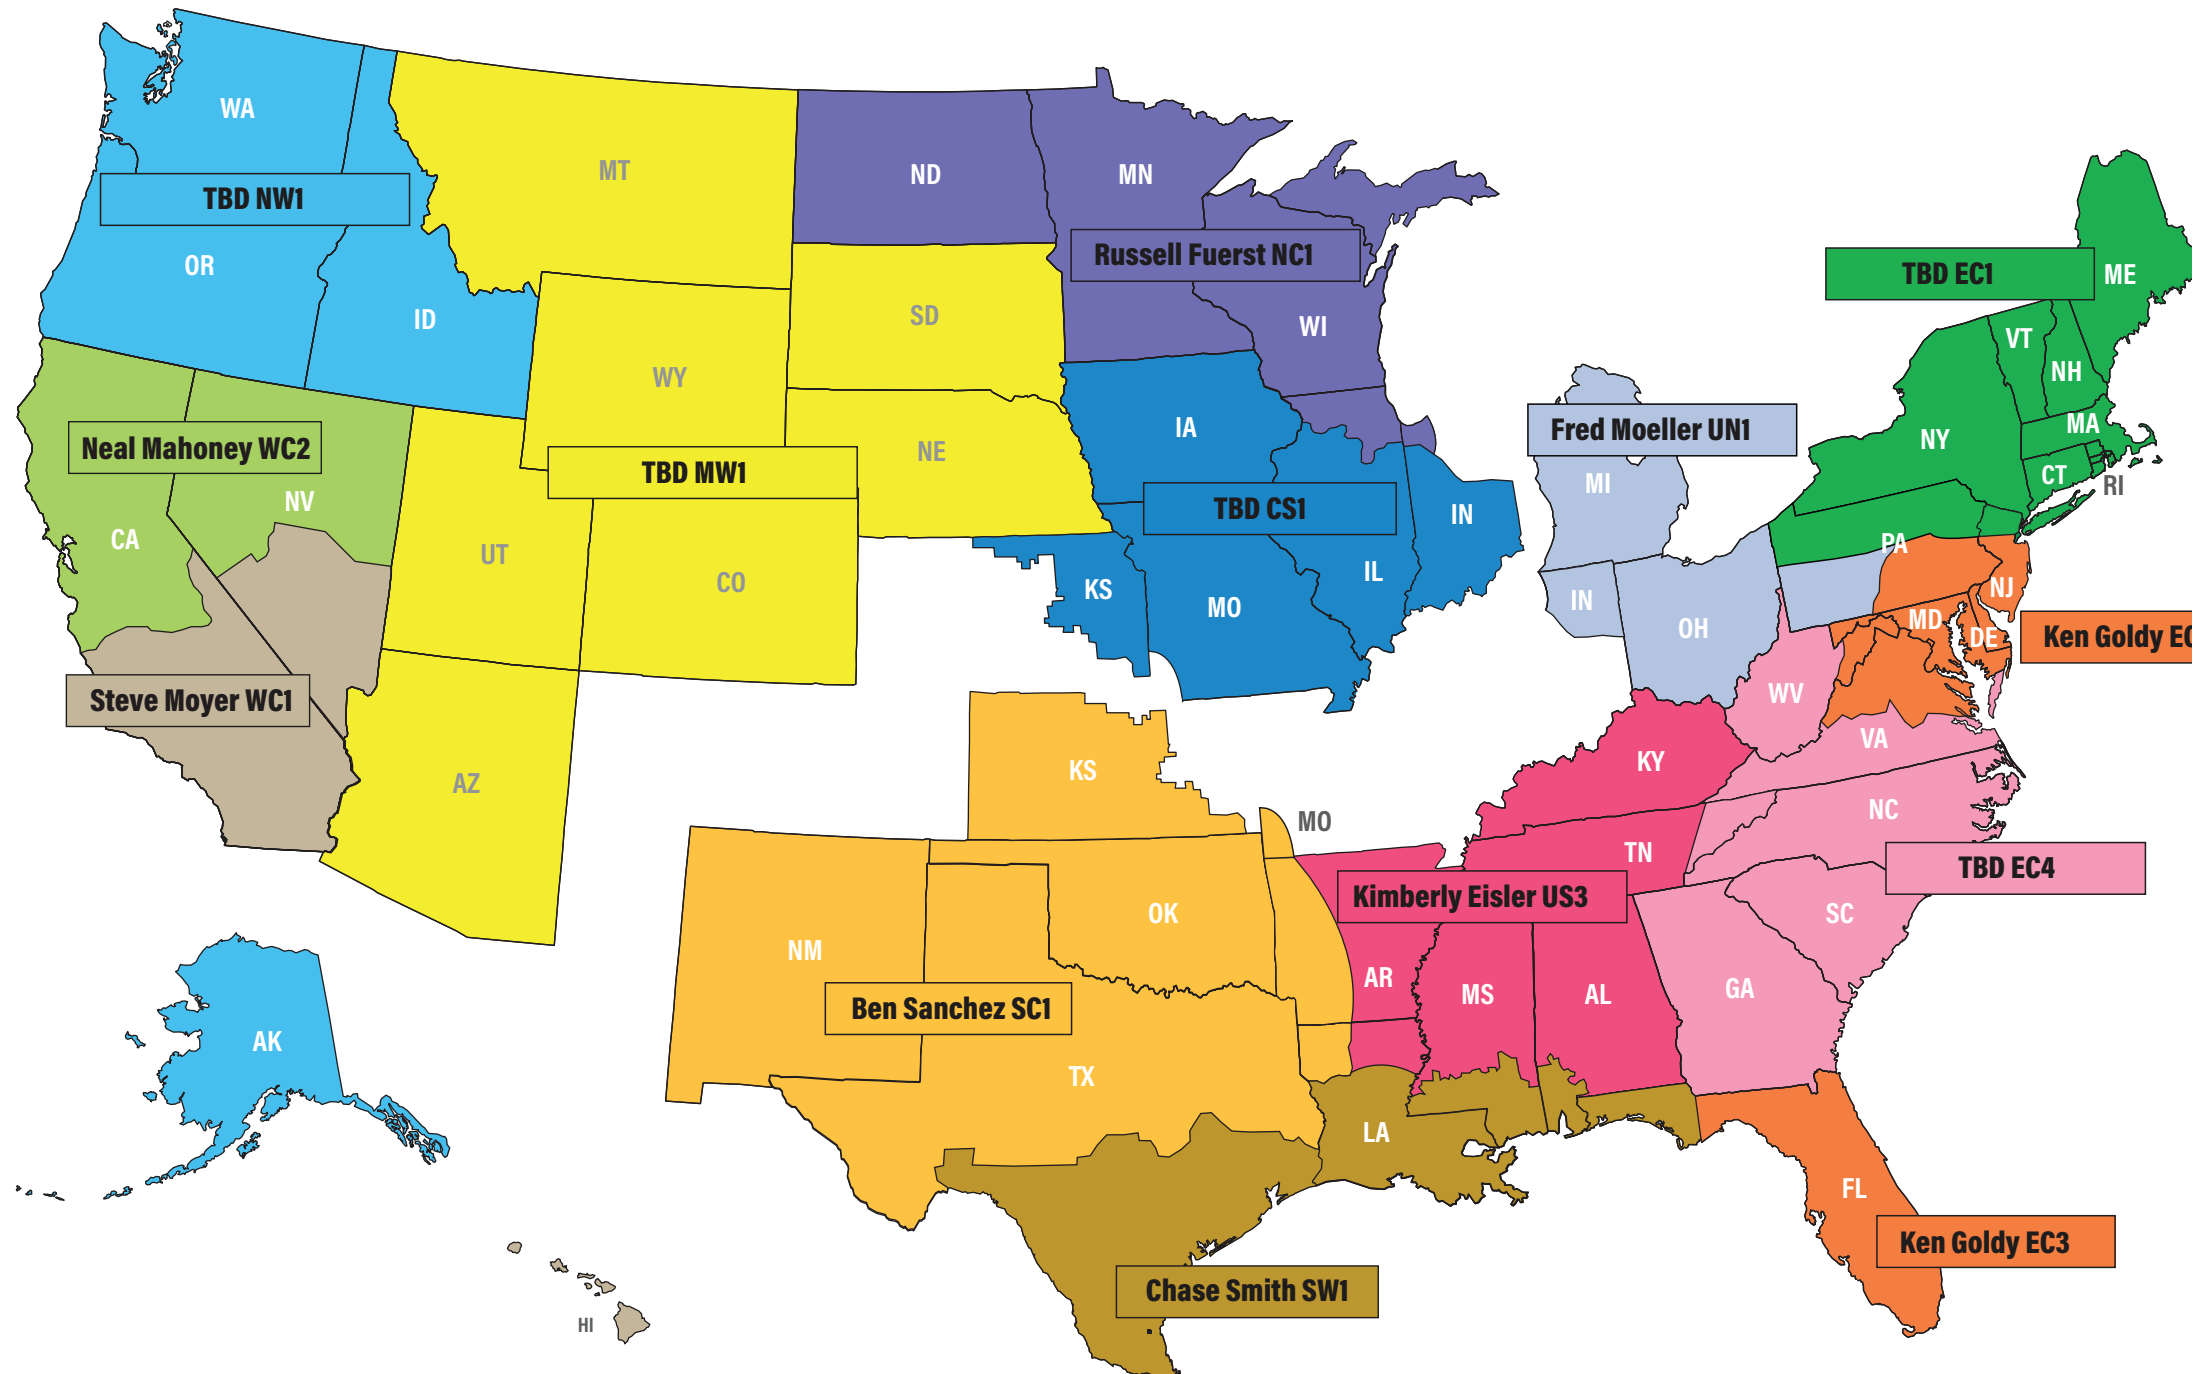 WA
MT
ND
MN
TBD NW1
Russell Fuerst NC1
OR
ID
SD
WI
TBD EC1
ME
VT
NH
WY
IA
NE
Fred Moeller UN1
NY
MA
CT
RI
Neal Mahoney WC2
NV
CA
TBD MW1
TBD CS1
IN
MI
UT
CO
KS
MO
IL
IN
OH
PA
NJ
MD
DE
Ken Goldy EC
Steve Moyer WC1
WV
VA
AZ
KS
MO
KY
NC
TN
TBD EC4
Kimberly Eisler US3
NM
OK
AR
MS
AL
GA
SC
Ben Sanchez SC1
AK
TX
LA
FL
Ken Goldy EC3
Chase Smith SW1
HI